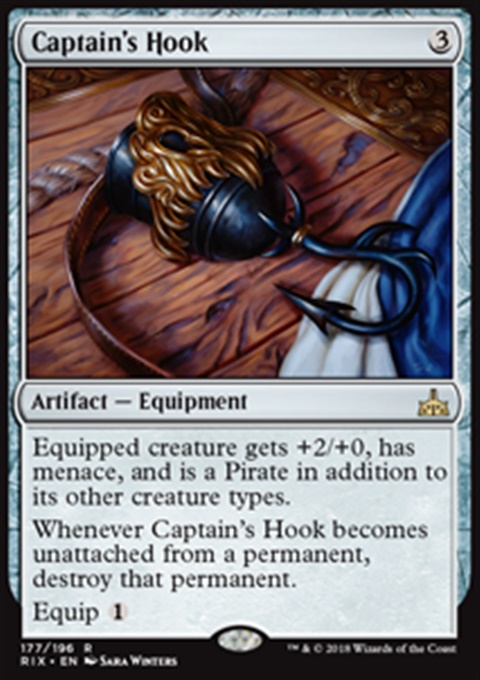 Captain's Hook 3
Artifact — Equipment
Equipped creature gets +2/+0, has
menace, and is a Pirate in addition to
its other creature types.
Whenever Captain's Hook becomes
unattached from a permanent,
destroy that permanent.
Equip 1
177/196 R
RIX • EN Sara Winters
™ & © 2018 Wizards of the Coast